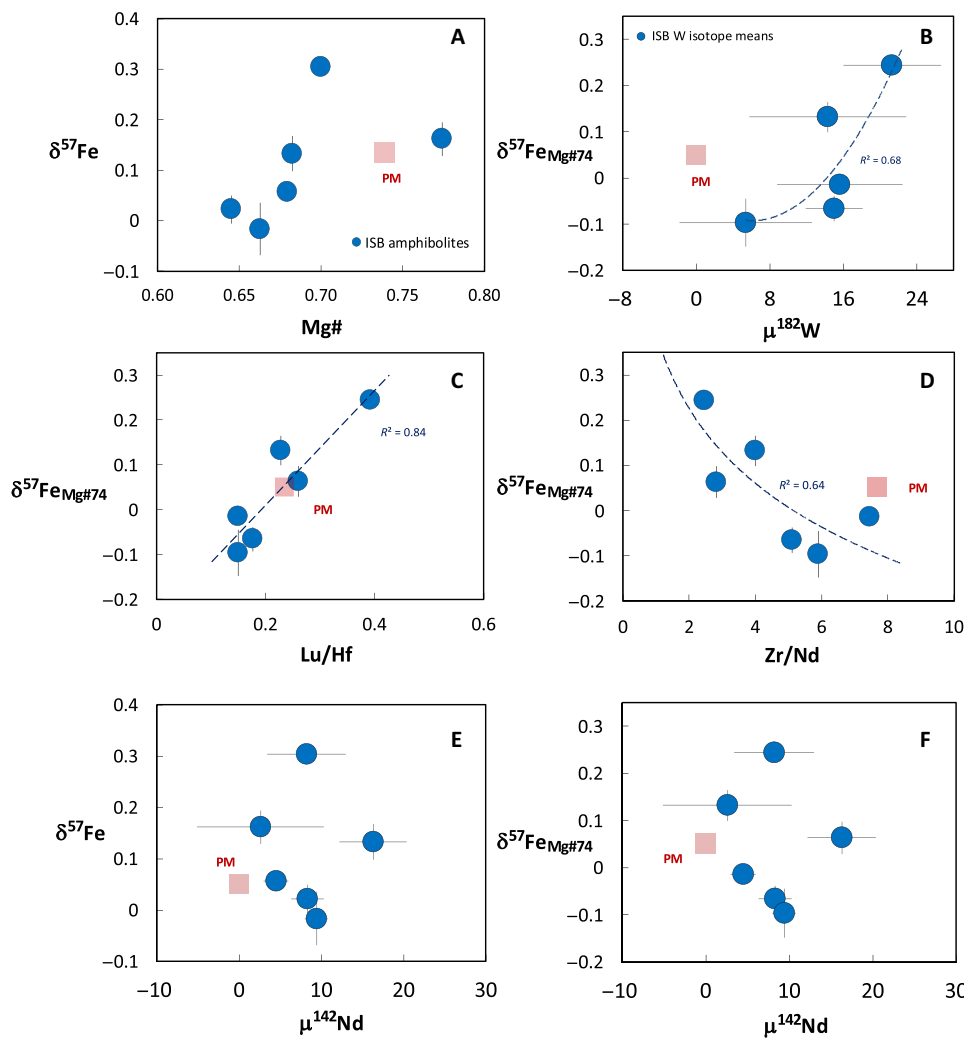 A
0.4
0.3
0.2
0.1
0
−0.1
δ⁵⁷Fe
PM
ISB amphibolites
0.60
0.65
0.70
0.75
0.80
Mg#
B
ISB W isotope means
0.3
0.2
0.1
0
−0.1
−0.2
δ⁵⁷Fe_Mg#74
R² = 0.68
PM
−8
0
8
16
24
μ¹⁸²W
C
0.3
0.2
0.1
0
−0.1
−0.2
δ⁵⁷Fe_Mg#74
R² = 0.84
PM
0
0.2
0.4
0.6
Lu/Hf
D
0.3
0.2
0.1
0
−0.1
−0.2
δ⁵⁷Fe_Mg#74
R² = 0.64
PM
0
2
4
6
8
10
Zr/Nd
E
0.4
0.3
0.2
0.1
0
−0.1
δ⁵⁷Fe
PM
−10
0
10
20
30
μ¹⁴²Nd
F
0.3
0.2
0.1
0
−0.1
−0.2
δ⁵⁷Fe_Mg#74
PM
−10
0
10
20
30
μ¹⁴²Nd